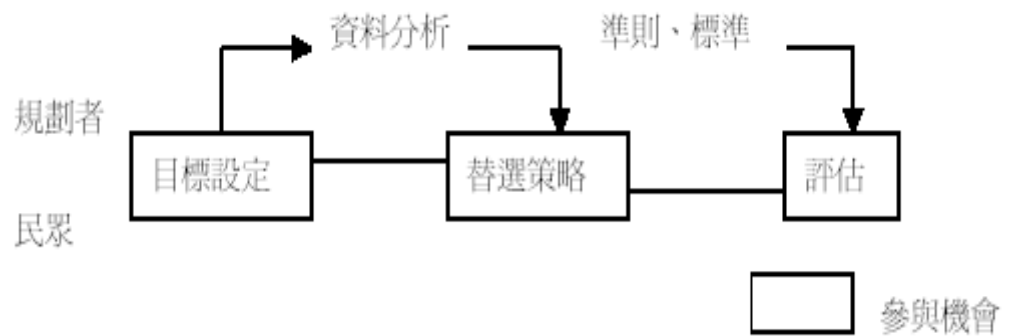 資料分析 準則、標準
規劃者
目標設定 替選策略 評估
民眾
參與機會